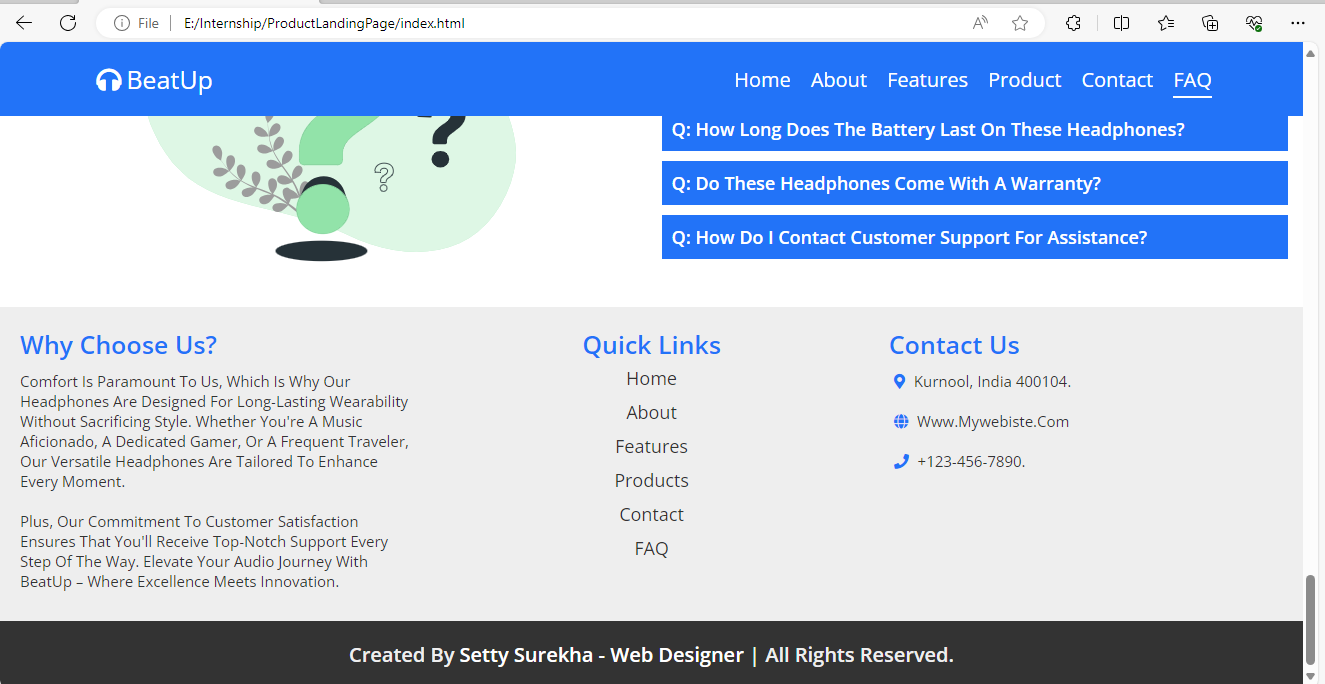 File E:/Internship/ProductLandingPage/index.html
BeatUp
Home About Features Product Contact FAQ
Q: How Long Does The Battery Last On These Headphones?
Q: Do These Headphones Come With A Warranty?
Q: How Do I Contact Customer Support For Assistance?
Why Choose Us?
Comfort Is Paramount To Us, Which Is Why Our
Headphones Are Designed For Long-Lasting Wearability
Without Sacrificing Style. Whether You're A Music
Aficionado, A Dedicated Gamer, Or A Frequent Traveler,
Our Versatile Headphones Are Tailored To Enhance
Every Moment.
Plus, Our Commitment To Customer Satisfaction
Ensures That You'll Receive Top-Notch Support Every
Step Of The Way. Elevate Your Audio Journey With
BeatUp – Where Excellence Meets Innovation.
Quick Links
Home
About
Features
Products
Contact
FAQ
Contact Us
Kurnool, India 400104.
Www.Mywebiste.Com
+123-456-7890.
Created By Setty Surekha - Web Designer | All Rights Reserved.